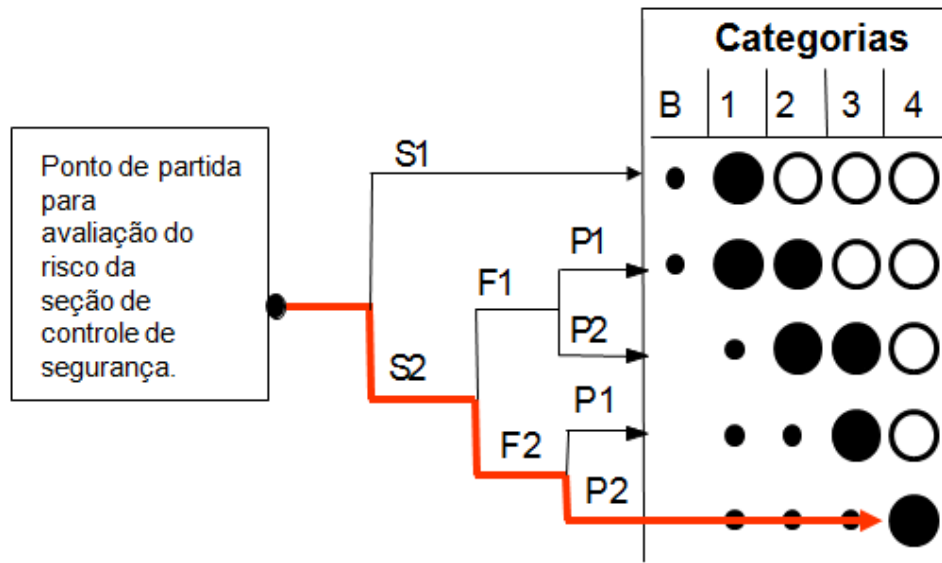 Categorias
B 1 2 3 4
Ponto de partida
para
avaliação do
risco da
seção de
controle de
segurança.
S1
P1
F1
P2
S2
P1
F2
P2